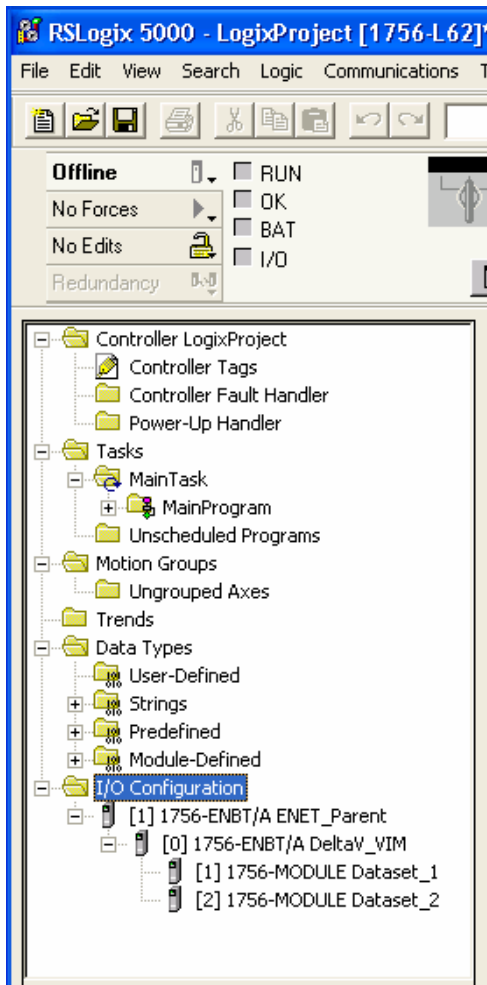 RSLogix 5000 - LogixProject [1756-L62]*
File Edit View Search Logic Communications T
Offline
RUN
No Forces
OK
No Edits
BAT
Redundancy
I/O
Controller LogixProject
Controller Tags
Controller Fault Handler
Power-Up Handler
Tasks
MainTask
MainProgram
Unscheduled Programs
Motion Groups
Ungrouped Axes
Trends
Data Types
User-Defined
Strings
Predefined
Module-Defined
I/O Configuration
[1] 1756-ENBT/A ENET_Parent
[0] 1756-ENBT/A DeltaV_VIM
[1] 1756-MODULE Dataset_1
[2] 1756-MODULE Dataset_2